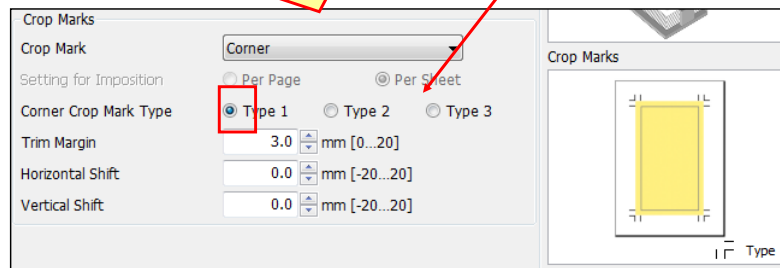 Crop Marks
Crop Mark Corner
Setting for Imposition Per Page Per Sheet
Corner Crop Mark Type Type 1 Type 2 Type 3
Trim Margin 3.0 mm [0...20]
Horizontal Shift 0.0 mm [-20...20]
Vertical Shift 0.0 mm [-20...20]
Crop Marks
Type